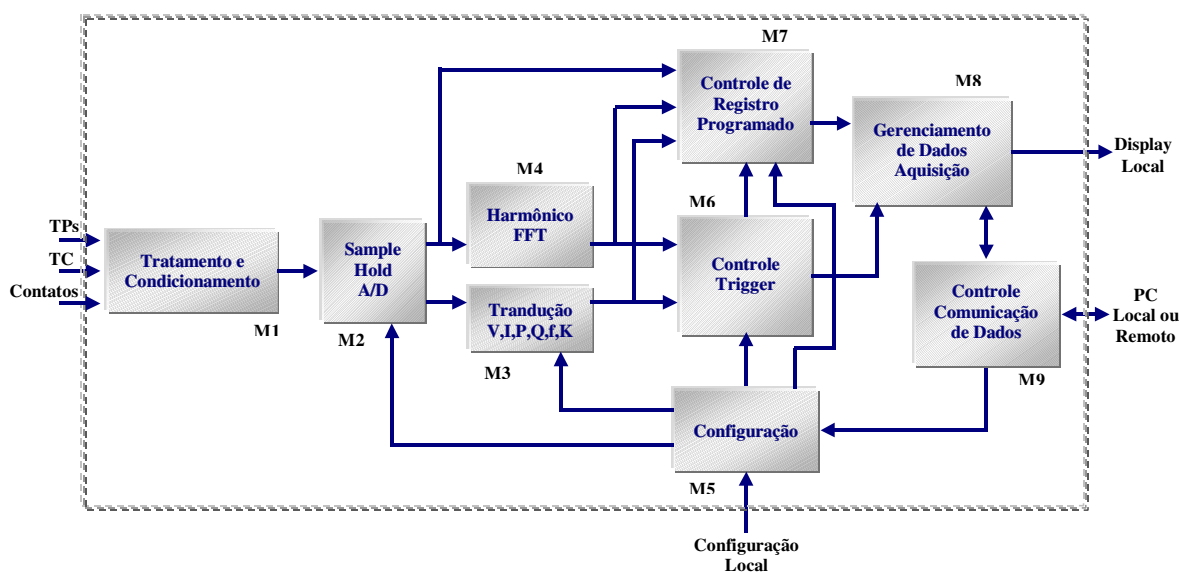 M7
Controle de
Registro
Programado
M8
Gerenciamento
de Dados
Aquisição
Display
Local
M4
Harmônico
FFT
M6
Controle
Trigger
TPs
TC
Contatos
Tratamento e
Condicionamento
M1
Sample
Hold
A/D
M2
Trandução
V,I,P,Q,f,K
M3
Controle
Comunicação
de Dados
M9
PC
Local ou
Remoto
Configuração
M5
Configuração
Local